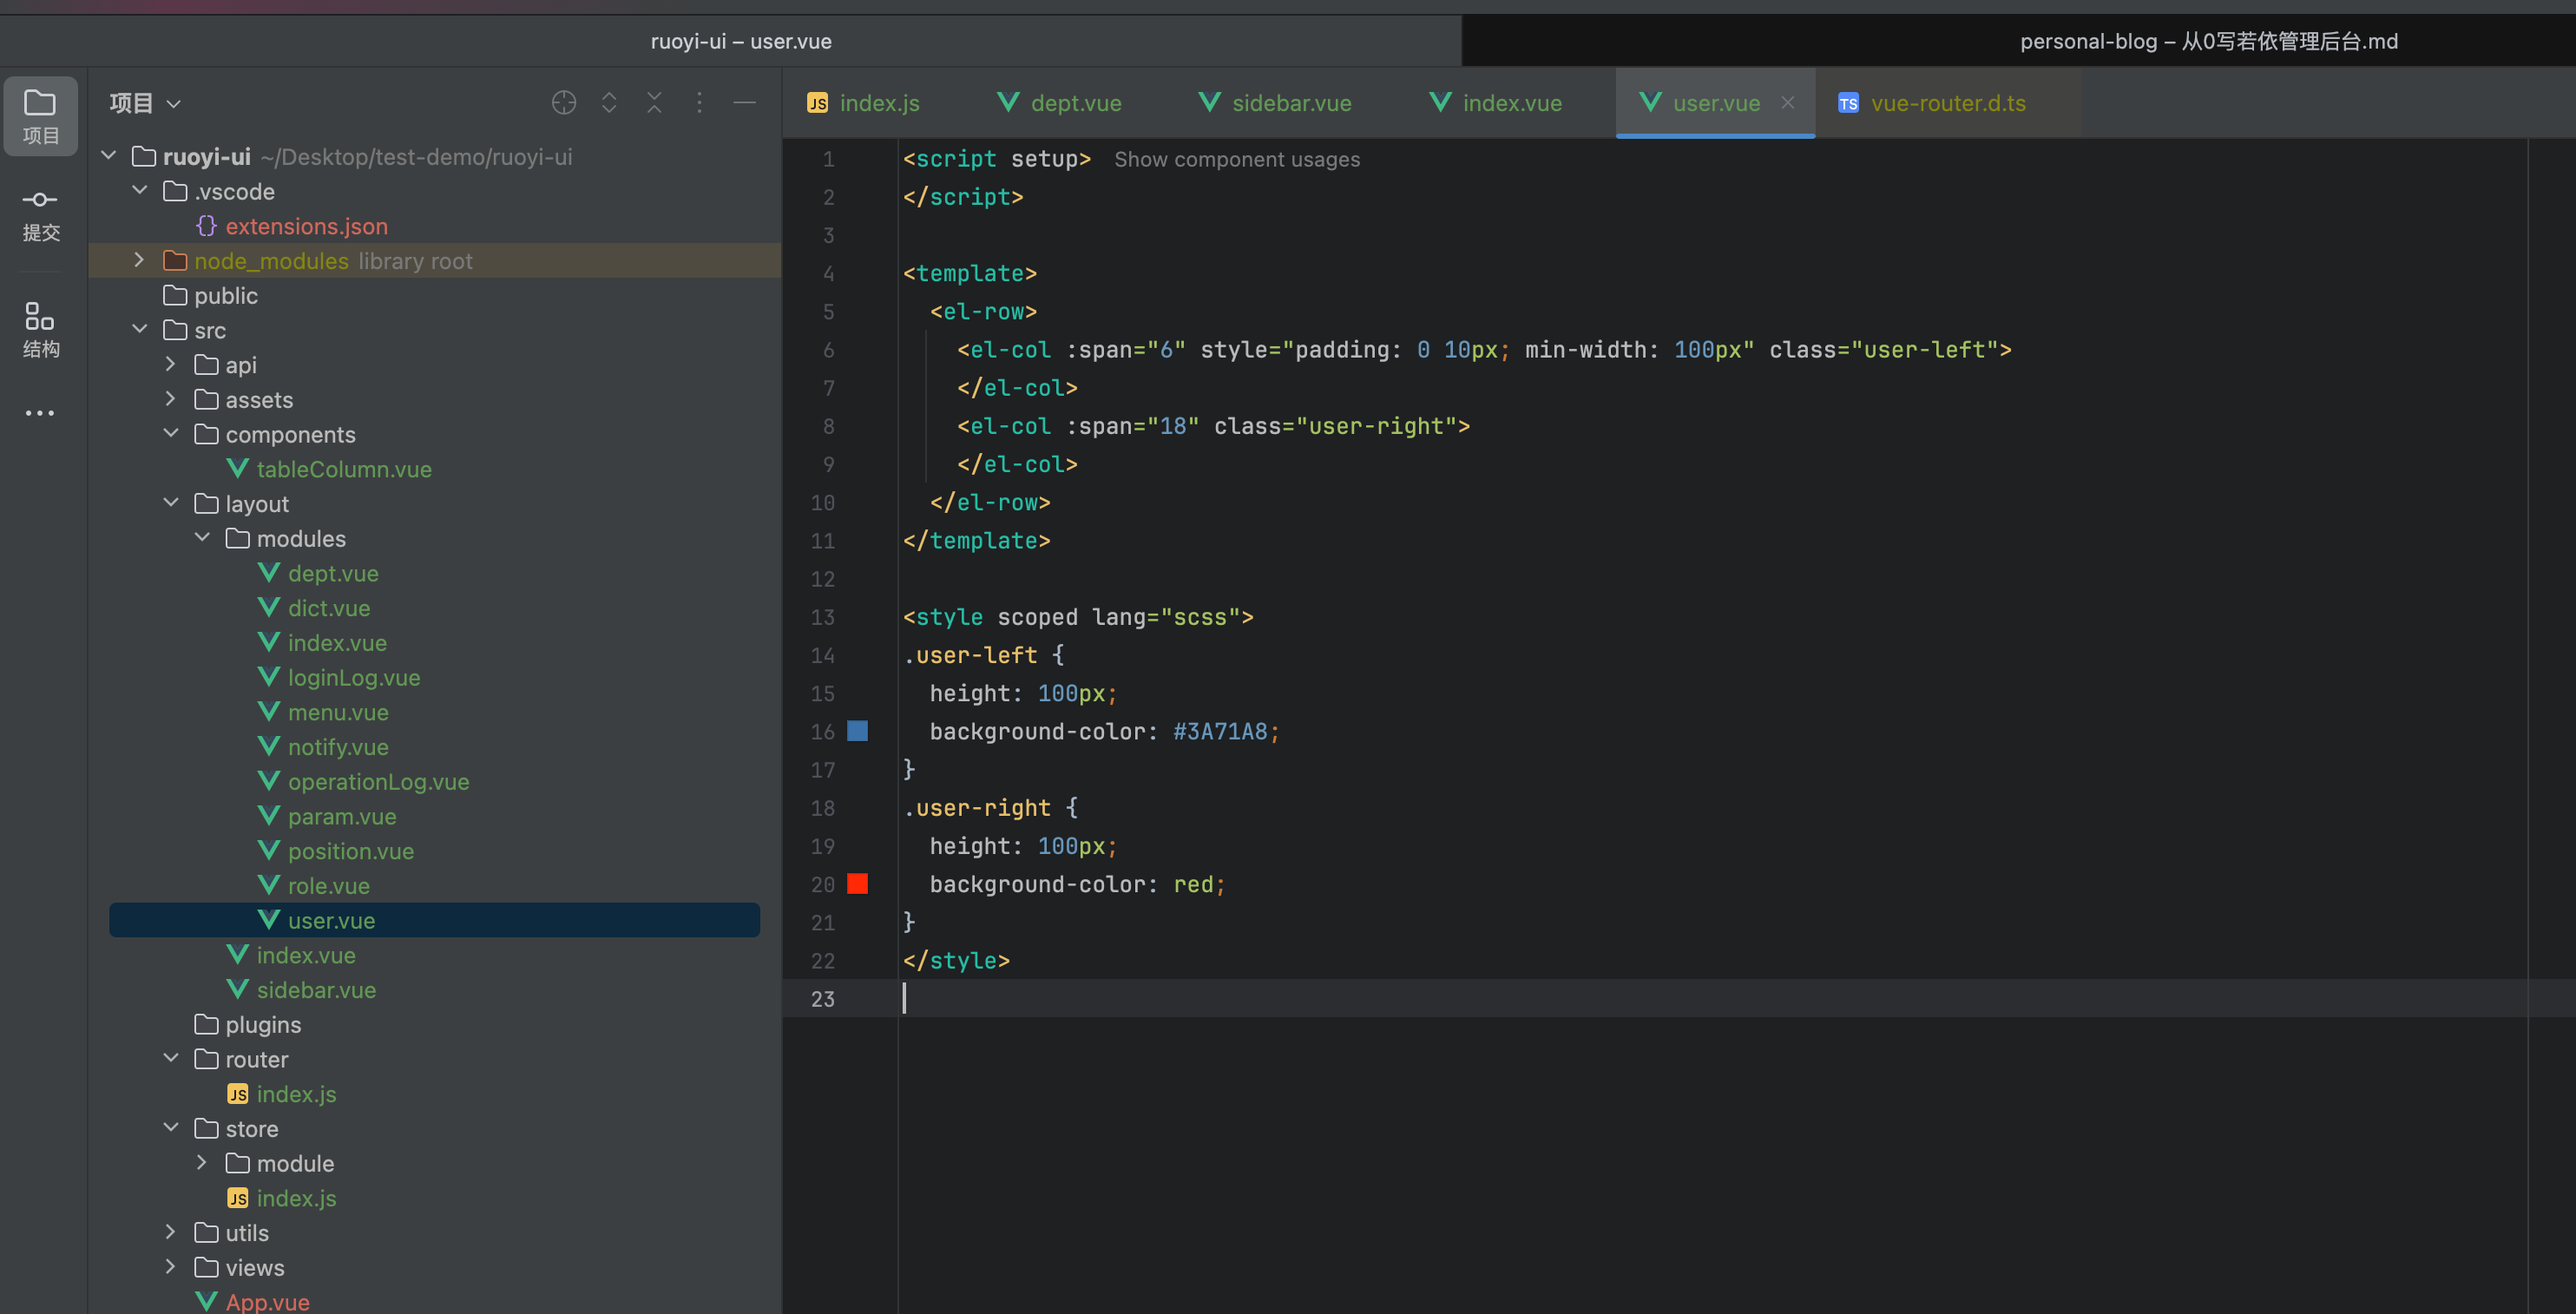 ruoyi-ui – user.vue
personal-blog – 从0写若依管理后台.md
项目
提交
结构
项目
ruoyi-ui ~/Desktop/test-demo/ruoyi-ui
.vscode
{} extensions.json
node_modules library root
public
src
api
assets
components
tableColumn.vue
layout
modules
dept.vue
dict.vue
index.vue
loginLog.vue
menu.vue
notify.vue
operationLog.vue
param.vue
position.vue
role.vue
user.vue
index.vue
sidebar.vue
plugins
router
JS index.js
store
module
JS index.js
utils
views
App.vue
JS index.js
dept.vue
sidebar.vue
index.vue
user.vue
TS vue-router.d.ts
1 <script setup> Show component usages
2 </script>
3
4 <template>
5 <el-row>
6 <el-col :span="6" style="padding: 0 10px; min-width: 100px" class="user-left">
7 </el-col>
8 <el-col :span="18" class="user-right">
9 </el-col>
10 </el-row>
11 </template>
12
13 <style scoped lang="scss">
14 .user-left {
15 height: 100px;
16 background-color: #3A71A8;
17 }
18 .user-right {
19 height: 100px;
20 background-color: red;
21 }
22 </style>
23